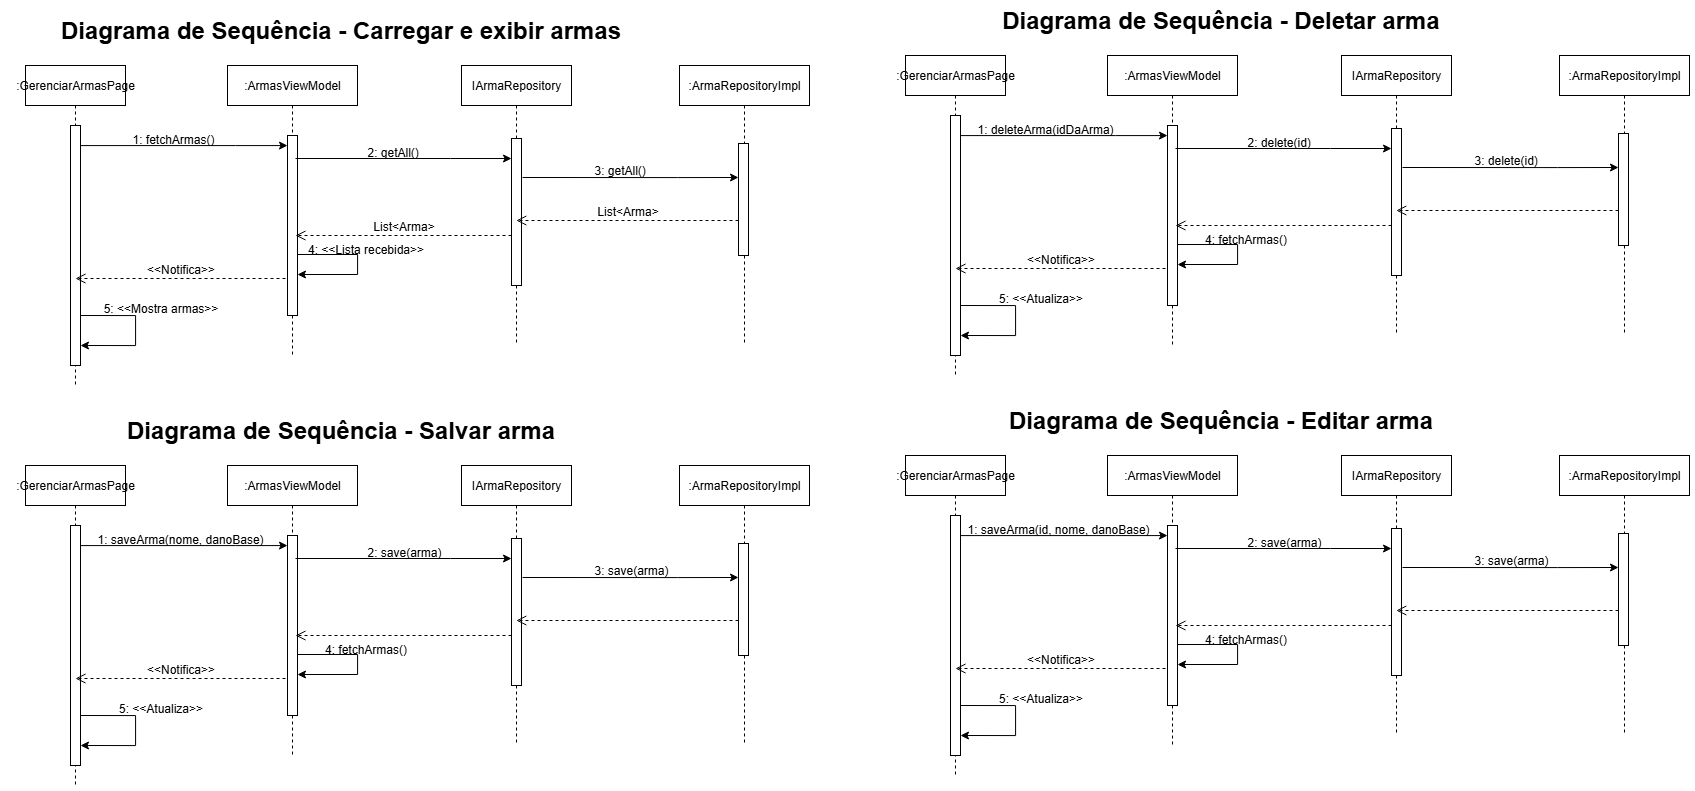 Diagrama de Sequência - Carregar e exibir armas
:GerenciarArmasPage
:ArmasViewModel
IArmaRepository
:ArmaRepositoryImpl
1: fetchArmas()
2: getAll()
3: getAll()
List<Arma>
List<Arma>
4: <<Lista recebida>>
<<Notifica>>
5: <<Mostra armas>>
Diagrama de Sequência - Deletar arma
:GerenciarArmasPage
:ArmasViewModel
IArmaRepository
:ArmaRepositoryImpl
1: deleteArma(idDaArma)
2: delete(id)
3: delete(id)
4: fetchArmas()
<<Notifica>>
5: <<Atualiza>>
Diagrama de Sequência - Salvar arma
:GerenciarArmasPage
:ArmasViewModel
IArmaRepository
:ArmaRepositoryImpl
1: saveArma(nome, danoBase)
2: save(arma)
3: save(arma)
4: fetchArmas()
<<Notifica>>
5: <<Atualiza>>
Diagrama de Sequência - Editar arma
:GerenciarArmasPage
:ArmasViewModel
IArmaRepository
:ArmaRepositoryImpl
1: saveArma(id, nome, danoBase)
2: save(arma)
3: save(arma)
4: fetchArmas()
<<Notifica>>
5: <<Atualiza>>